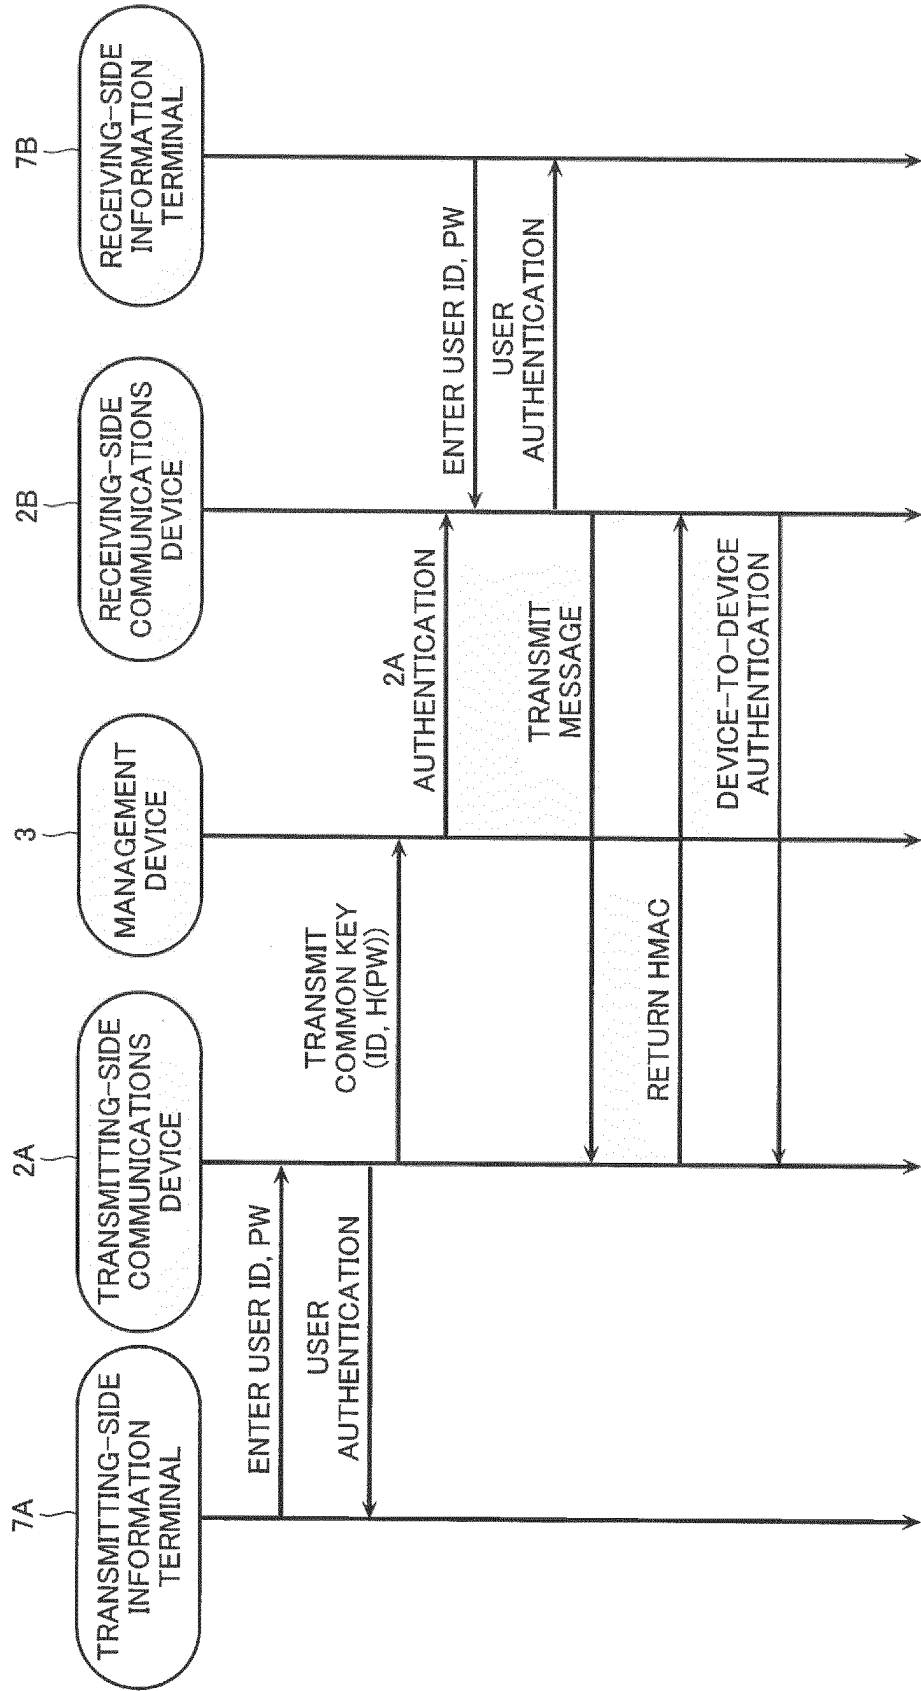 7A
TRANSMITTING-SIDE
INFORMATION
TERMINAL
2A
TRANSMITTING-SIDE
COMMUNICATIONS
DEVICE
3
MANAGEMENT
DEVICE
2B
RECEIVING-SIDE
COMMUNICATIONS
DEVICE
7B
RECEIVING-SIDE
INFORMATION
TERMINAL
ENTER USER ID, PW
USER
AUTHENTICATION
TRANSMIT
COMMON KEY
(ID, H(PW))
2A
AUTHENTICATION
ENTER USER ID, PW
USER
AUTHENTICATION
TRANSMIT
MESSAGE
RETURN HMAC
DEVICE-TO-DEVICE
AUTHENTICATION